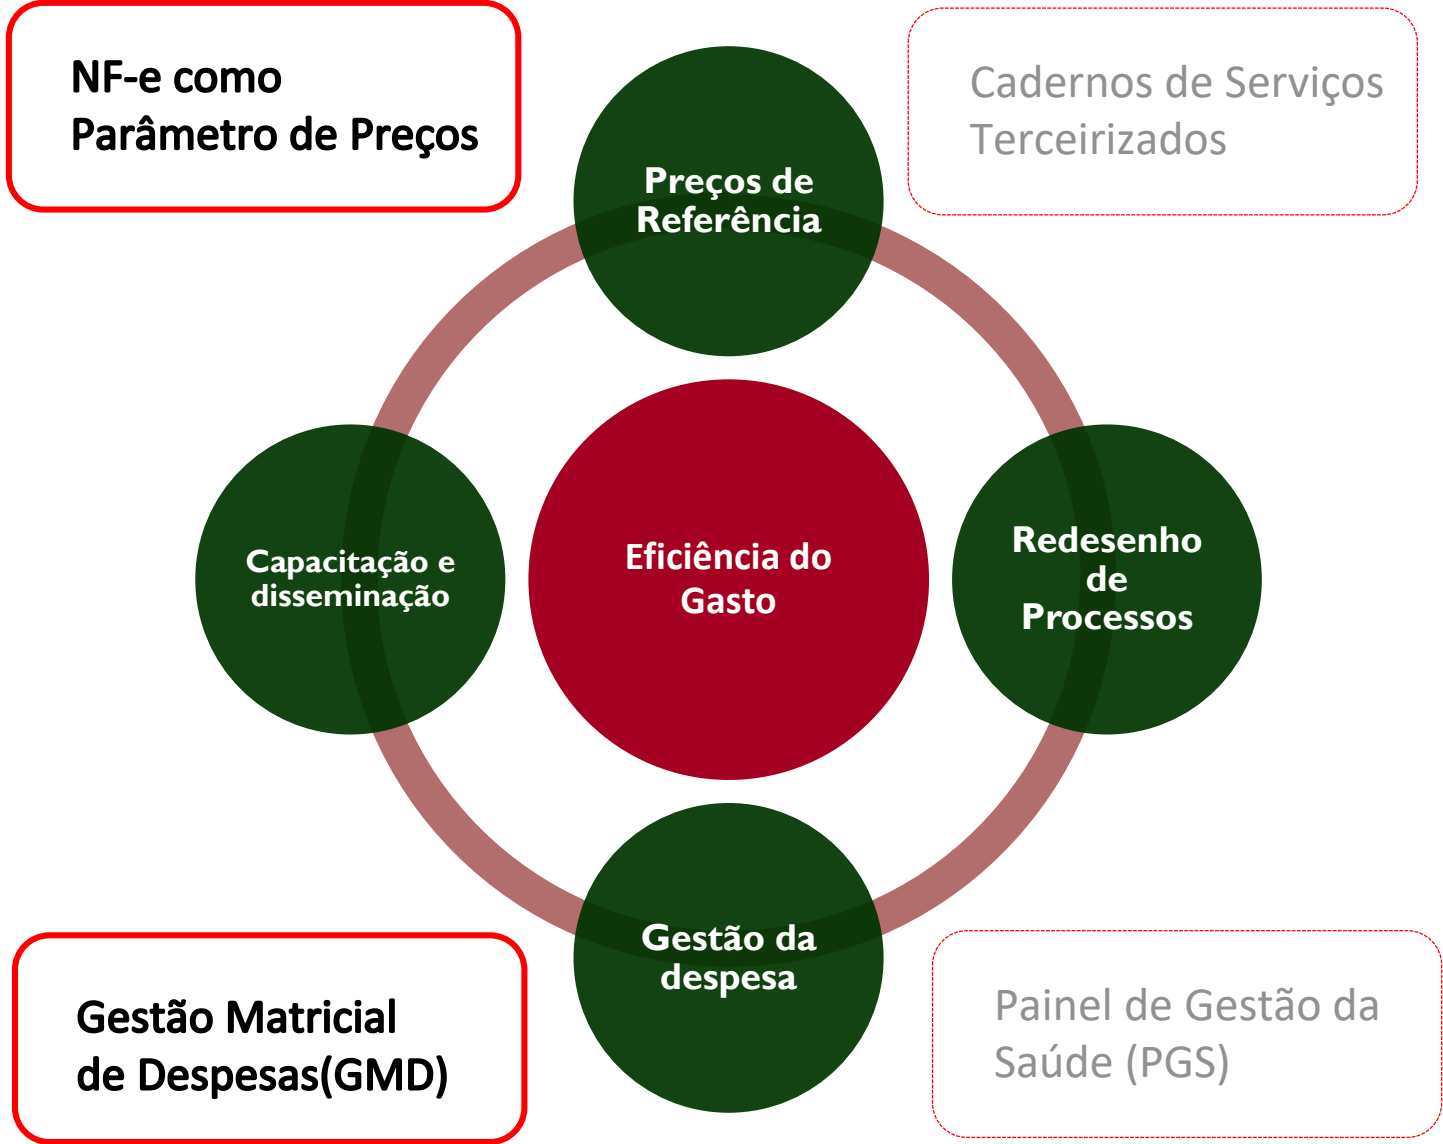 NF-e como
Parâmetro de Preços
Cadernos de Serviços
Terceirizados
Preços de
Referência
Capacitação e
disseminação
Eficiência do
Gasto
Redesenho
de
Processos
Gestão da
despesa
Gestão Matricial
de Despesas(GMD)
Painel de Gestão da
Saúde (PGS)